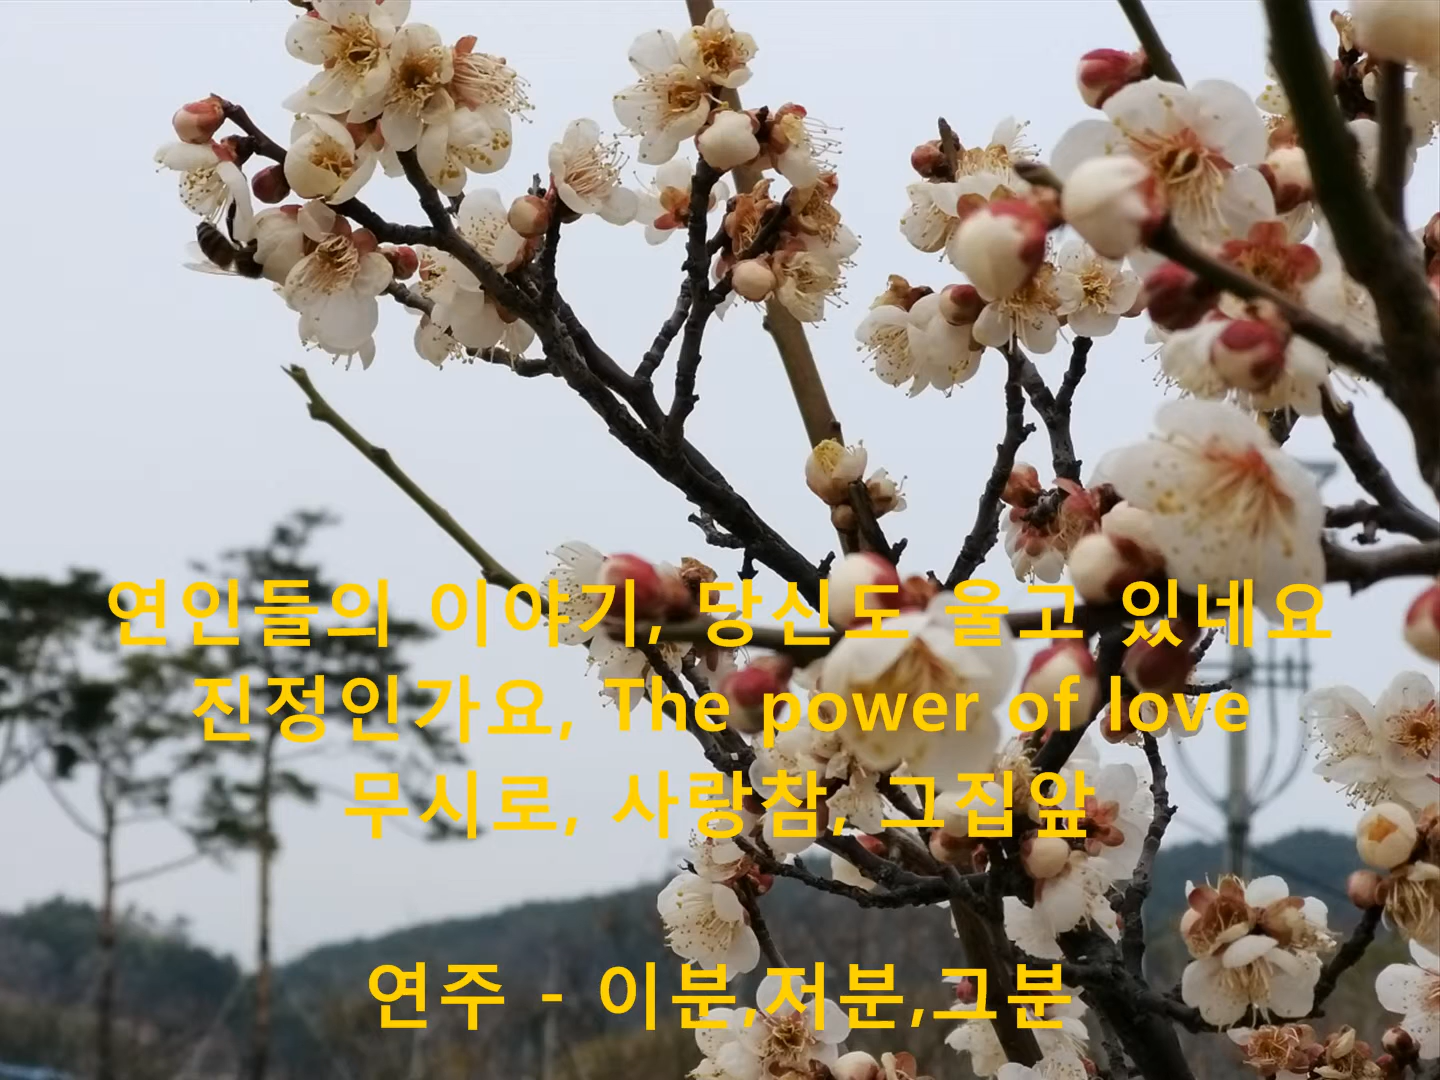 연인들의 이야기, 당신도 울고 있네요
진정인가요, The power of love
무시로, 사랑참, 그집앞
연주 - 이분,저분,그분